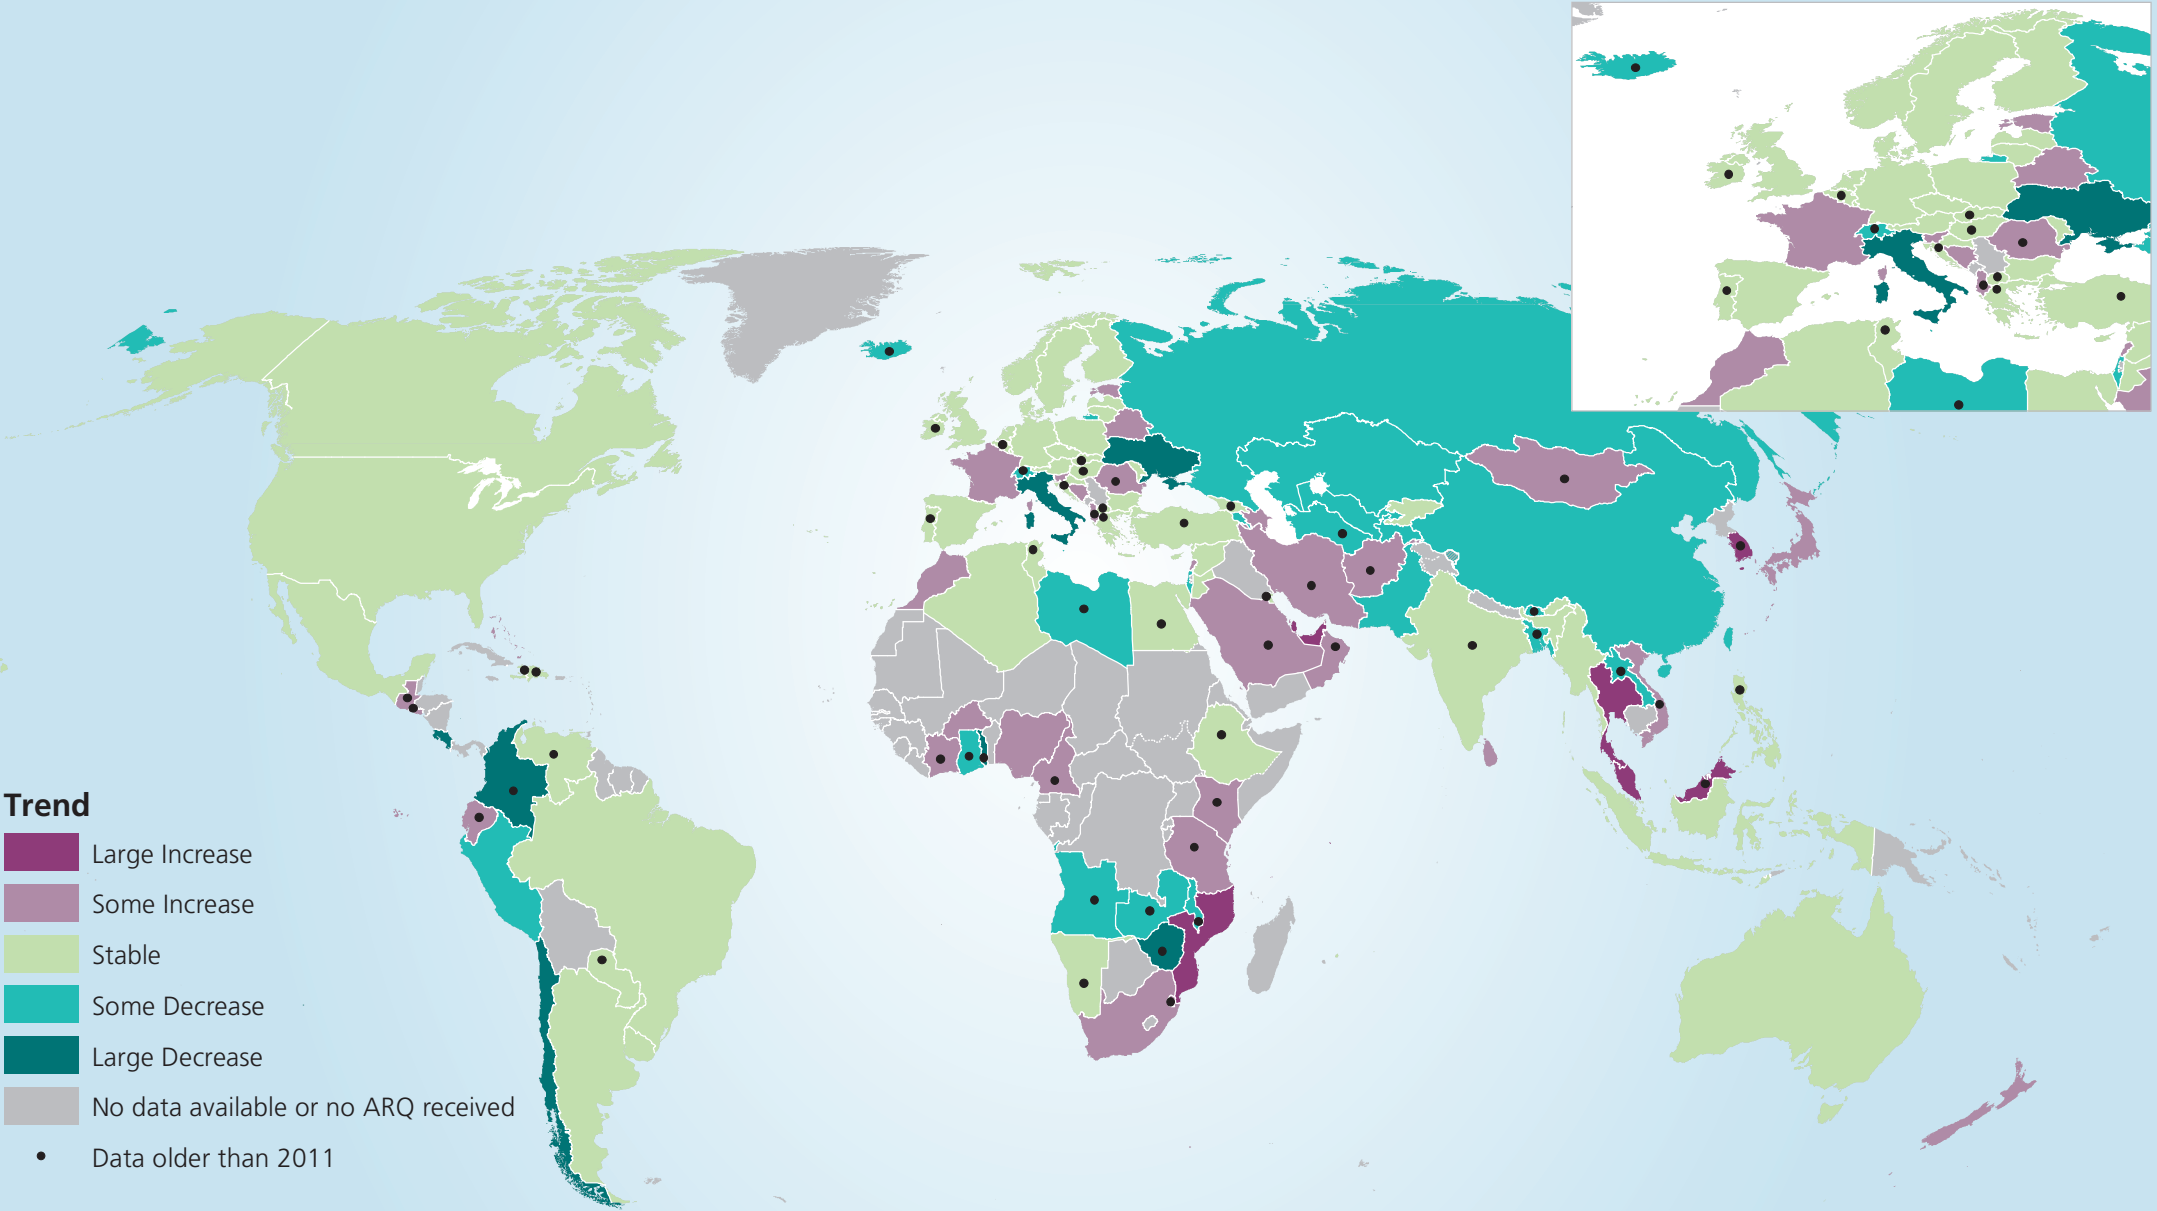 Trend
Large Increase
Some Increase
Stable
Some Decrease
Large Decrease
No data available or no ARQ received
Data older than 2011